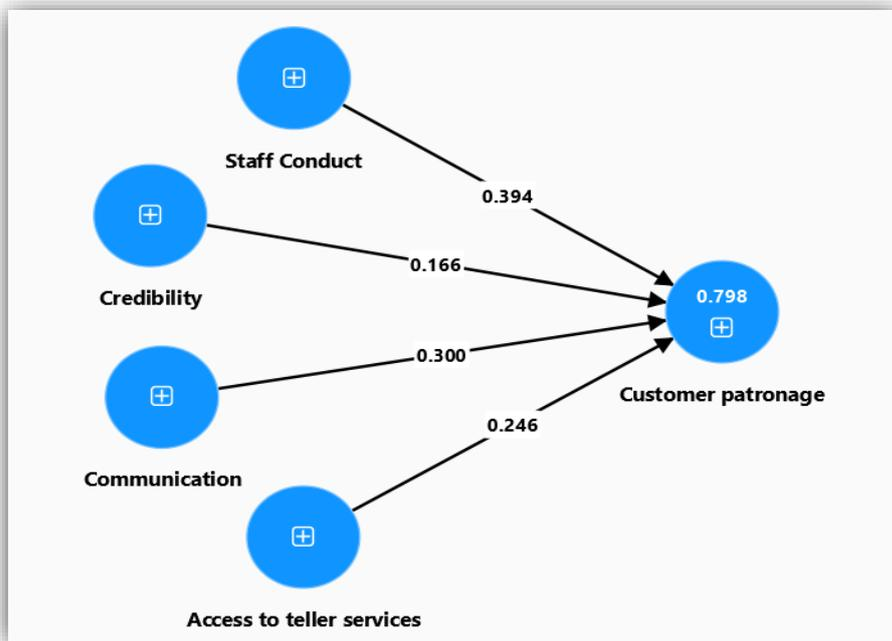 Staff Conduct
0.394
Credibility
0.166
0.798
Customer patronage
0.300
Communication
0.246
Access to teller services